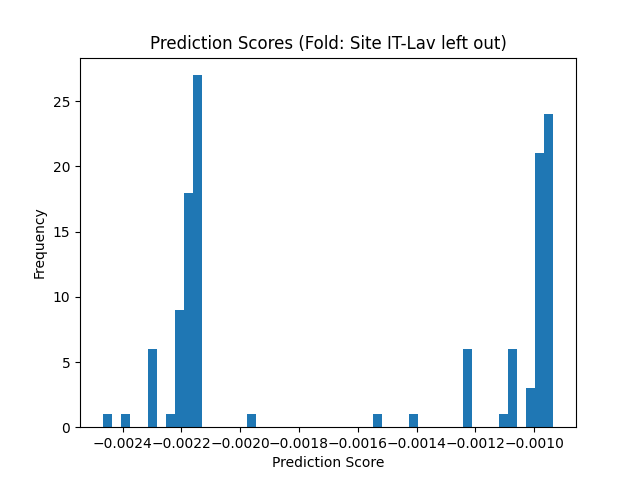 Prediction Scores (Fold: Site IT-Lav left out)
Frequency
25
20
15
10
5
0
−0.0024 −0.0022 −0.0020 −0.0018 −0.0016 −0.0014 −0.0012 −0.0010
Prediction Score